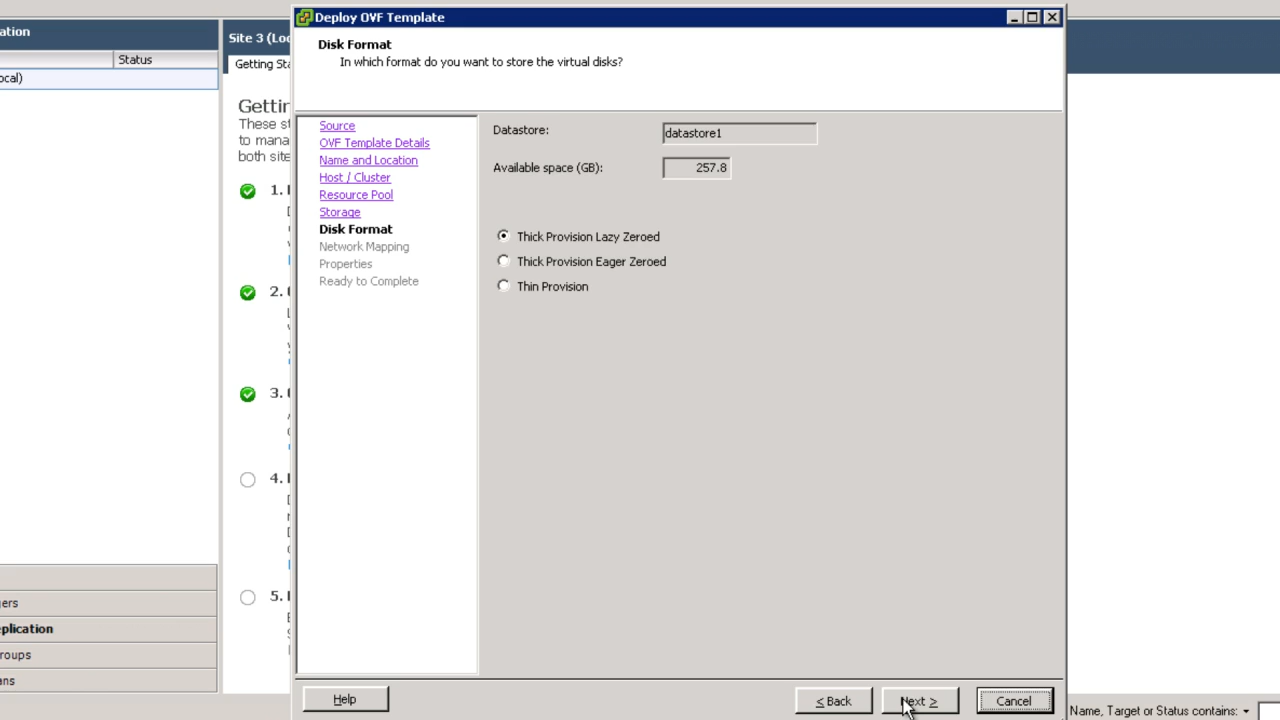 Deploy OVF Template
Disk Format
In which format do you want to store the virtual disks?
ation
Status
ocal)
Site 3 (Loc
Getting Sta
Gettin
These st
to mana
both site
1.
2.
3.
4.
5.
Source
OVF Template Details
Name and Location
Host / Cluster
Resource Pool
Storage
Disk Format
Network Mapping
Properties
Ready to Complete
Datastore: datastore1
Available space (GB): 257.8
Thick Provision Lazy Zeroed
Thick Provision Eager Zeroed
Thin Provision
gers
plication
roups
ans
Help
< Back
Next >
Cancel
Name, Target or Status contains: